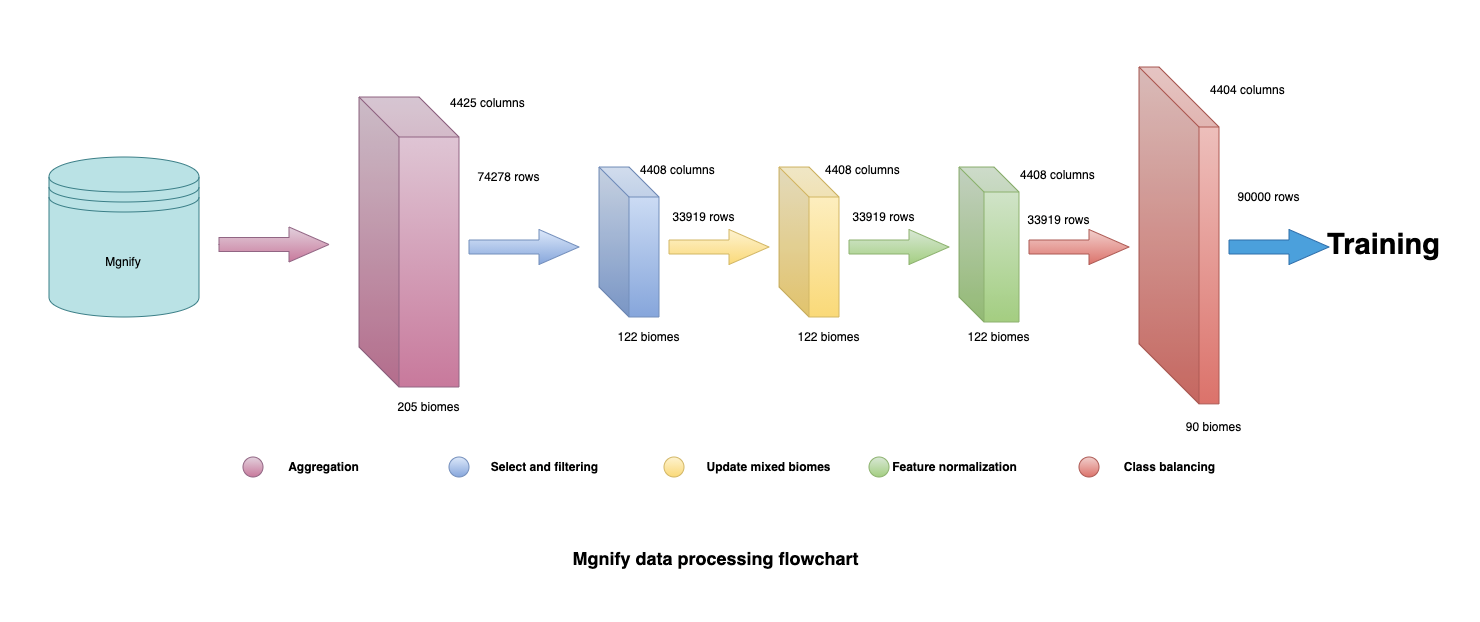 Mgnify
4425 columns
74278 rows
205 biomes
4408 columns
33919 rows
122 biomes
4408 columns
33919 rows
122 biomes
4408 columns
33919 rows
122 biomes
4404 columns
90000 rows
90 biomes
Training
Aggregation
Select and filtering
Update mixed biomes
Feature normalization
Class balancing
Mgnify data processing flowchart